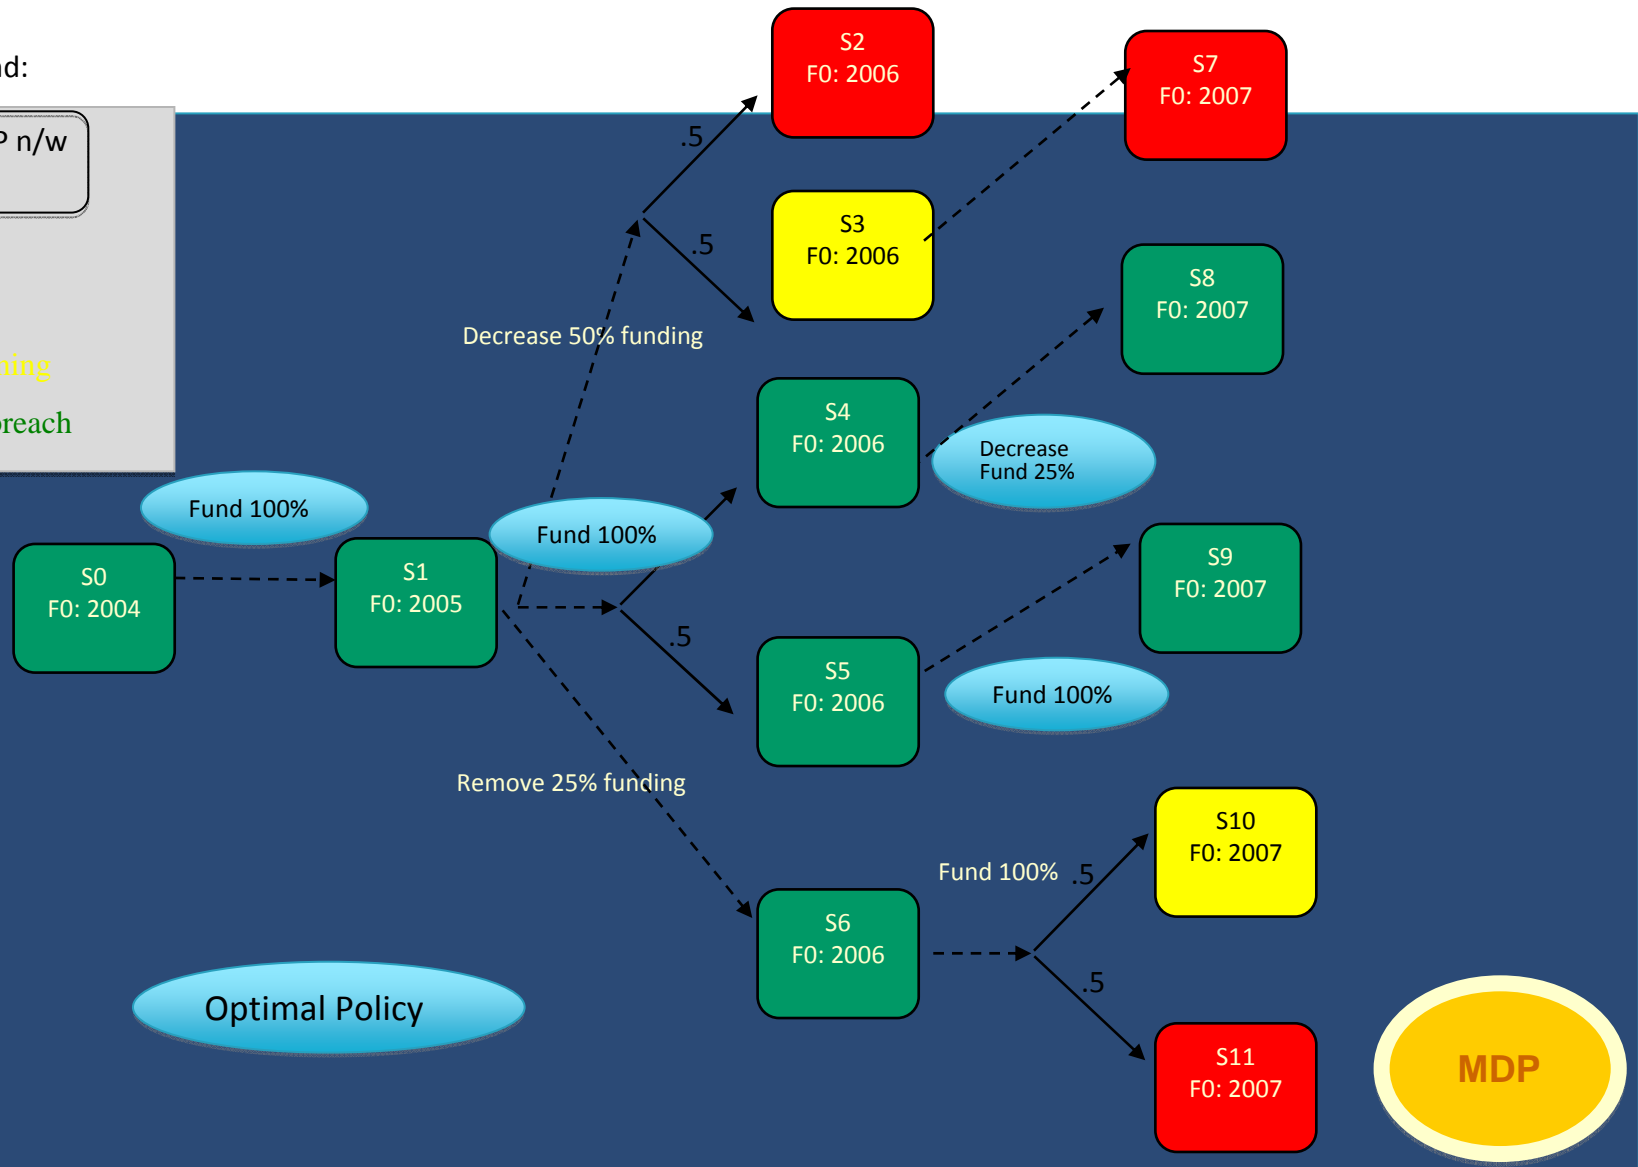 nd:
P n/w
ning
breach
S2
F0: 2006
S7
F0: 2007
.5
S3
F0: 2006
.5
S8
F0: 2007
Decrease 50% funding
S4
F0: 2006
Decrease
Fund 25%
Fund 100%
Fund 100%
S0
F0: 2004
S1
F0: 2005
.5
S5
F0: 2006
S9
F0: 2007
Fund 100%
Remove 25% funding
S10
F0: 2007
Fund 100%
.5
S6
F0: 2006
.5
Optimal Policy
S11
F0: 2007
MDP